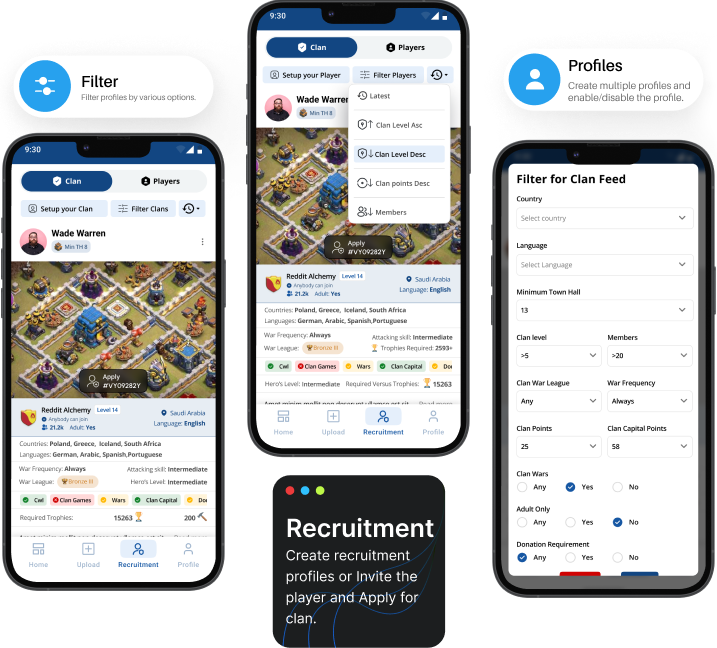 Filter
Filter profiles by various options.
9:30
Clan
Players
Setup your Clan
Filter Clans
Wade Warren
Min TH 8
Apply
#VYO9282Y
Reddit Alchemy Level 14
Anybody can join
21.2k Adult: Yes
Saudi Arabia
Language: English
Countries: Poland, Greece, Iceland, South Africa
Languages: German, Arabic, Spanish,Portuguese
War Frequency: Always
Attacking skill: Intermediate
War League: Bronze III
Hero's Level: Intermediate
Cwl
Clan Games
Wars
Clan Capital
Required Trophies:
15263
200
Home
Upload
Recruitment
Profile
9:30
Clan
Players
Setup your Player
Filter Players
Wade Warren
Min TH 8
Latest
Clan Level Asc
Clan Level Desc
Clan points Desc
Members
Apply
#VYO9282Y
Reddit Alchemy Level 14
Anybody can join
21.2k Adult: Yes
Saudi Arabia
Language: English
Countries: Poland, Greece, Iceland, South Africa
Languages: German, Arabic, Spanish,Portuguese
War Frequency: Always
Attacking skill: Intermediate
War League: Bronze III
Trophies Required: 2593+
Cwl
Clan Games
Wars
Clan Capital
Hero's Level: Intermediate
Required Versus Trophies: 15263
Home
Upload
Recruitment
Profile
Recruitment
Create recruitment
profiles or Invite the
player and Apply for
clan.
Profiles
Create multiple profiles and
enable/disable the profile.
Filter for Clan Feed
Country
Select country
Language
Select Language
Minimum Town Hall
13
Clan level
Members
>5
>20
Clan War League
War Frequency
Any
Always
Clan Points
Clan Capital Points
25
58
Clan Wars
Any
Yes
No
Adult Only
Any
Yes
No
Donation Requirement
Any
Yes
No